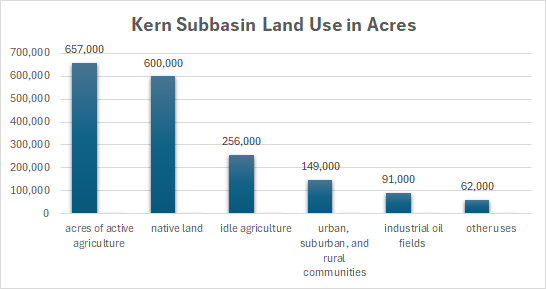 Kern Subbasin Land Use in Acres
700,000
600,000
500,000
400,000
300,000
200,000
100,000
0
657,000
600,000
256,000
149,000
91,000
62,000
acres of active
agriculture
native land
idle agriculture
urban,
suburban, and
rural
communities
industrial oil
fields
other uses